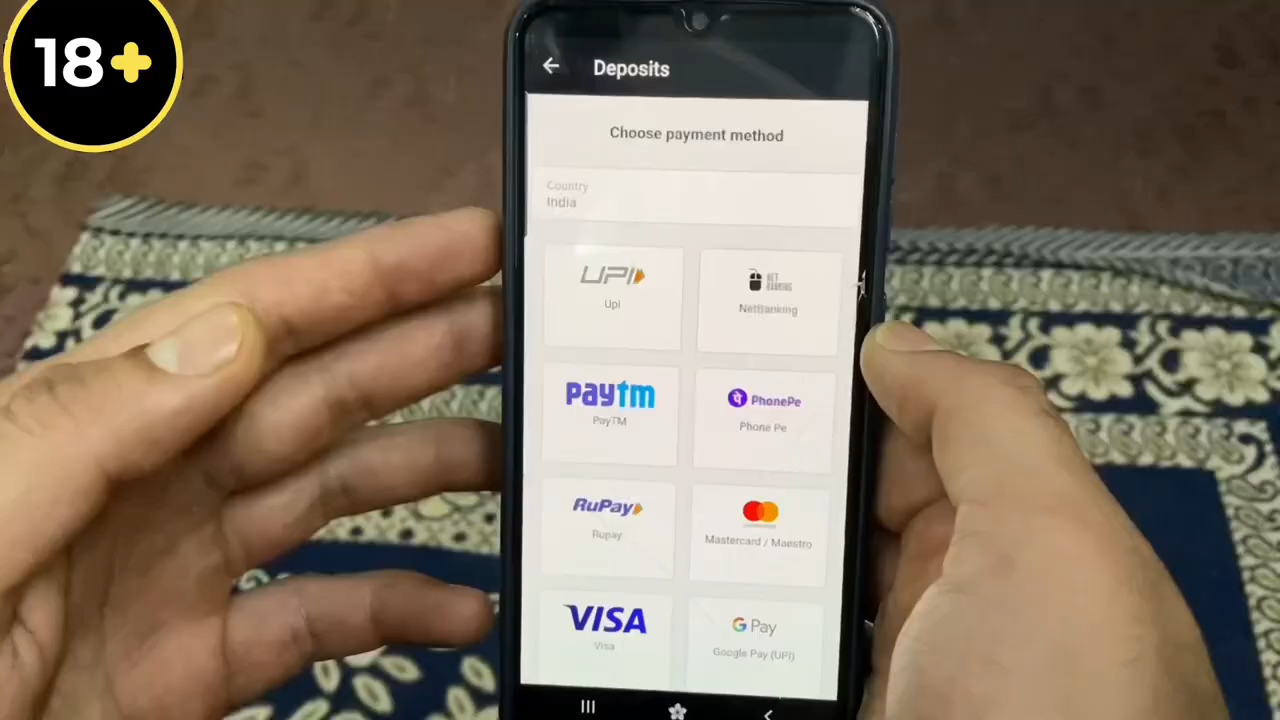 18+
Deposits
Choose payment method
Country
India
UPI
Upi
NET
BANKING
NetBanking
Paytm
PayTM
PhonePe
Phone Pe
RuPay
Rupay
Mastercard / Maestro
VISA
Visa
G Pay
Google Pay (UPI)